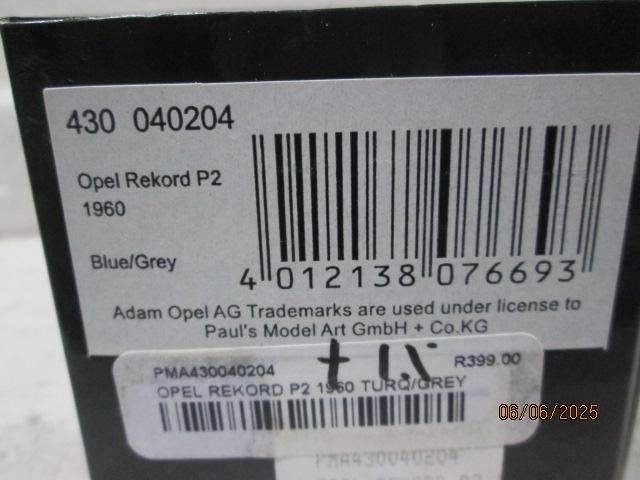 430 040204
Opel Rekord P2
1960
Blue/Grey
4 012138 076693
Adam Opel AG Trademarks are used under license to
Paul's Model Art GmbH + Co.KG
PMA430040204
R399.00
OPEL REKORD P2 1960 TURQ/GREY
06/06/2025
PMA430040204